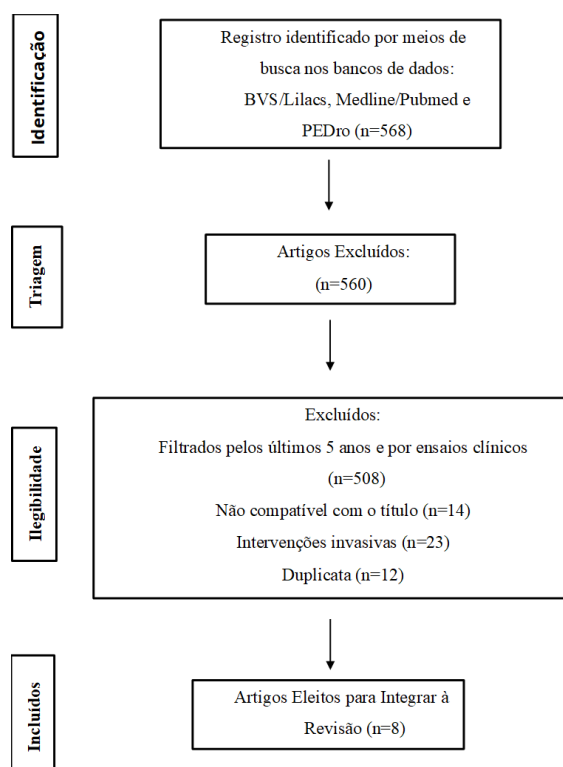 Identificação
Registro identificado por meios de
busca nos bancos de dados:
BVS/Lilacs, Medline/Pubmed e
PEDro (n=568)
Triagem
Artigos Excluídos:
(n=560)
Ilegibilidade
Excluídos:
Filtrados pelos últimos 5 anos e por ensaios clínicos
(n=508)
Não compatível com o título (n=14)
Intervenções invasivas (n=23)
Duplicata (n=12)
Incluídos
Artigos Eleitos para Integrar à
Revisão (n=8)